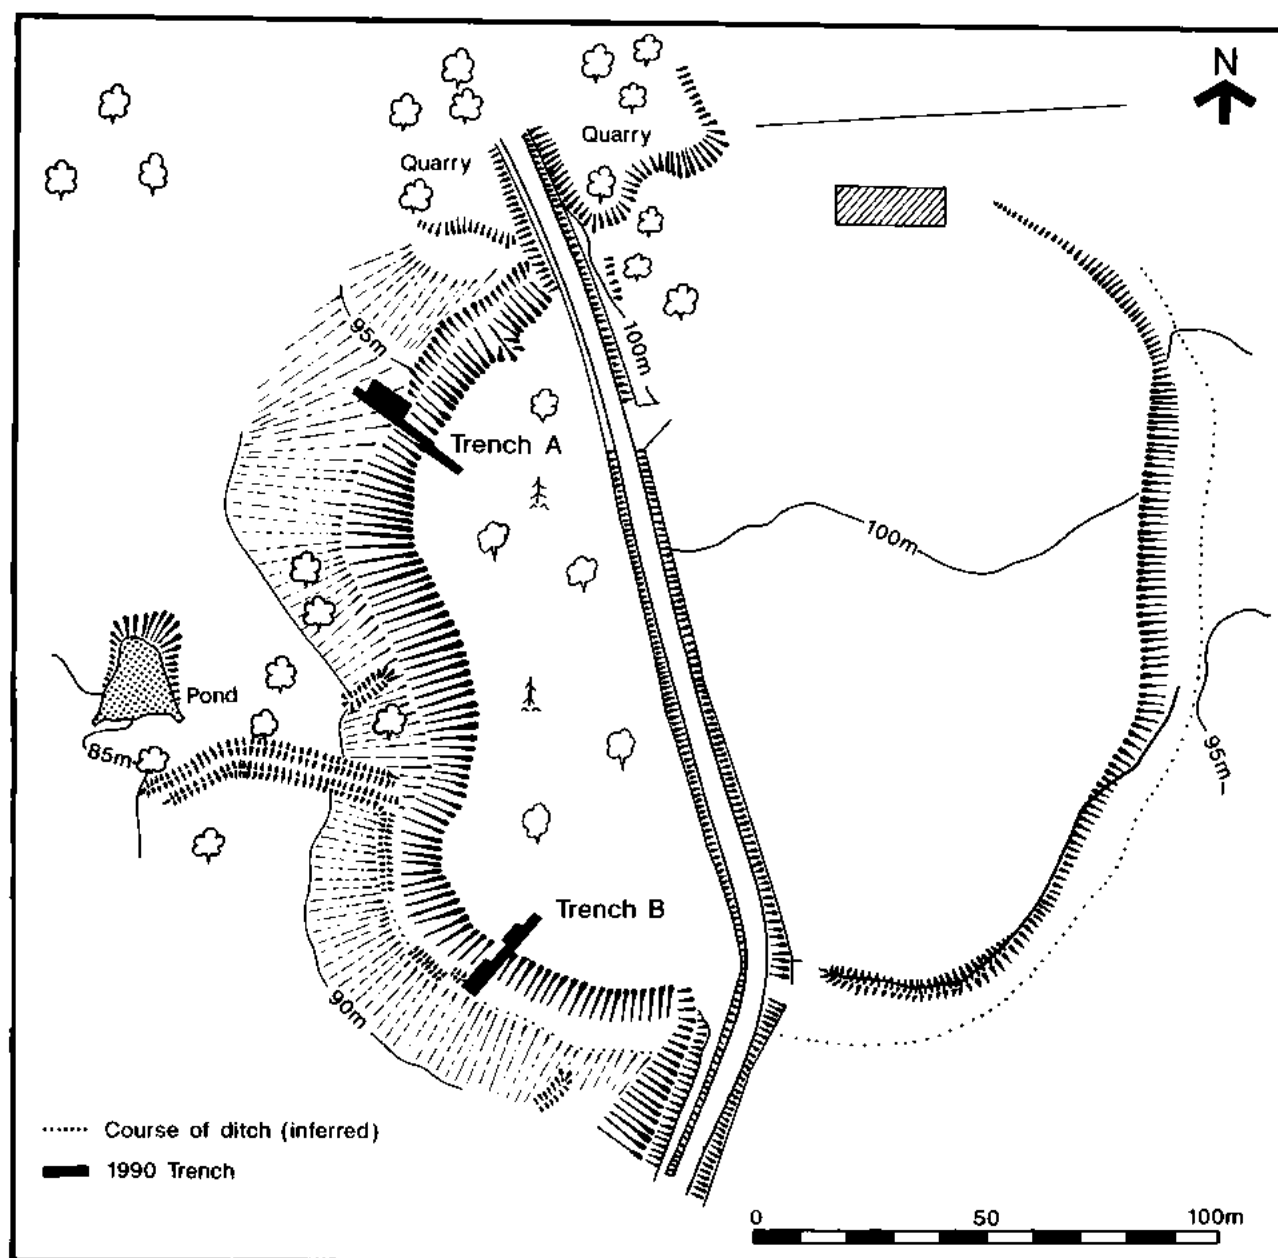 N
Quarry
Quarry
95m
100m
Trench A
100m
Pond
85m
95m
Trench B
90m
Course of ditch (inferred)
1990 Trench
0 50 100m